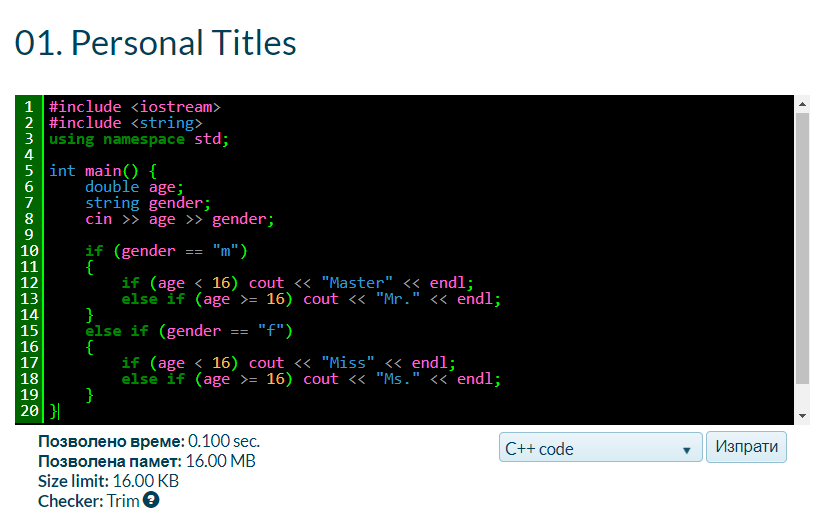 01. Personal Titles
1 #include <iostream>
2 #include <string>
3 using namespace std;
4
5 int main() {
6     double age;
7     string gender;
8     cin >> age >> gender;
9
10     if (gender == "m")
11     {
12         if (age < 16) cout << "Master" << endl;
13         else if (age >= 16) cout << "Mr." << endl;
14     }
15     else if (gender == "f")
16     {
17         if (age < 16) cout << "Miss" << endl;
18         else if (age >= 16) cout << "Ms." << endl;
19     }
20 }
Позволено време: 0.100 sec.
Позволена памет: 16.00 MB
Size limit: 16.00 KB
Checker: Trim ?
C++ code
Изпрати